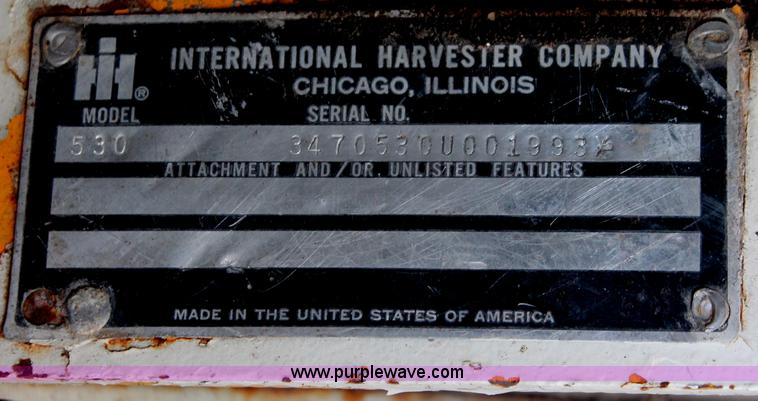 INTERNATIONAL HARVESTER COMPANY
IH ®
CHICAGO, ILLINOIS
MODEL SERIAL NO.
530 3470530U001993
ATTACHMENT AND/OR UNLISTED FEATURES
MADE IN THE UNITED STATES OF AMERICA
www.purplewave.com